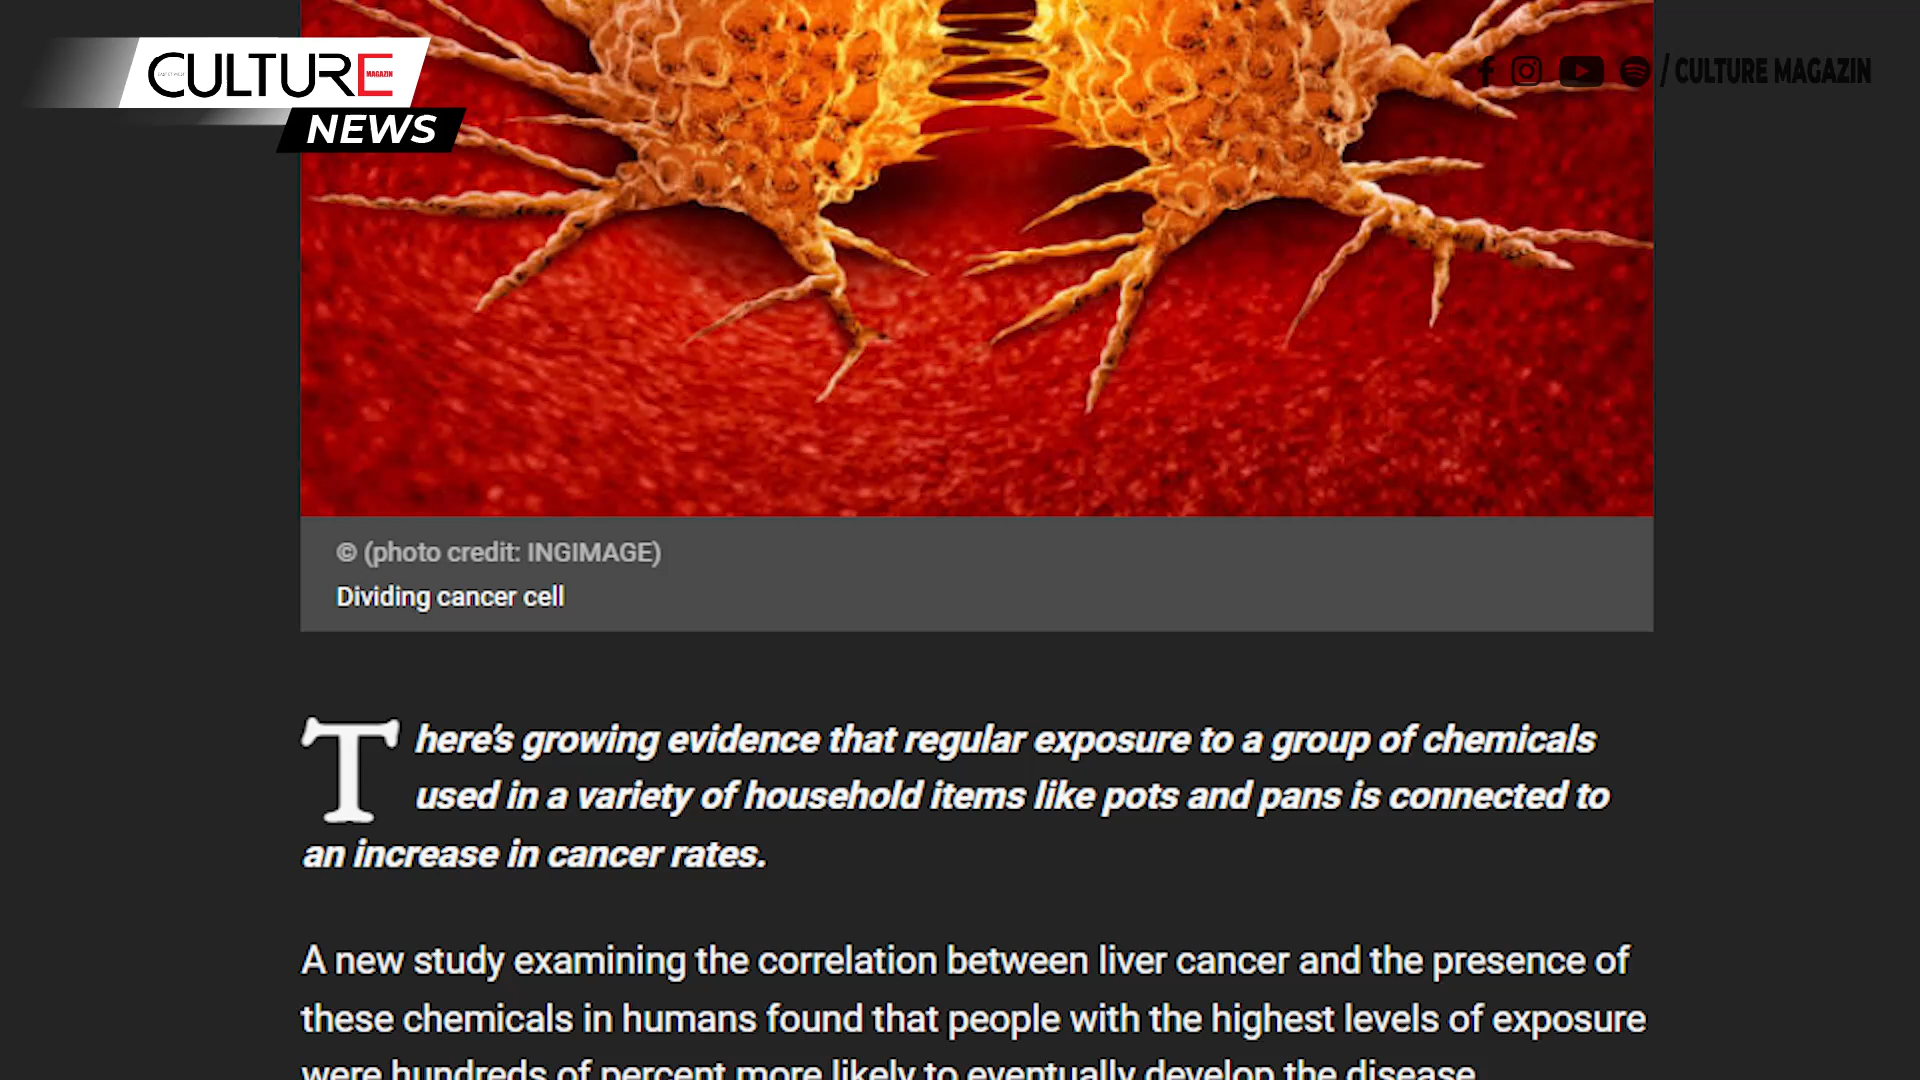 CULTURE
MAGAZIN
NEWS
/ CULTURE MAGAZIN
© (photo credit: INGIMAGE)
Dividing cancer cell
There's growing evidence that regular exposure to a group of chemicals
used in a variety of household items like pots and pans is connected to
an increase in cancer rates.
A new study examining the correlation between liver cancer and the presence of
these chemicals in humans found that people with the highest levels of exposure
were hundreds of percent more likely to eventually develop the disease.